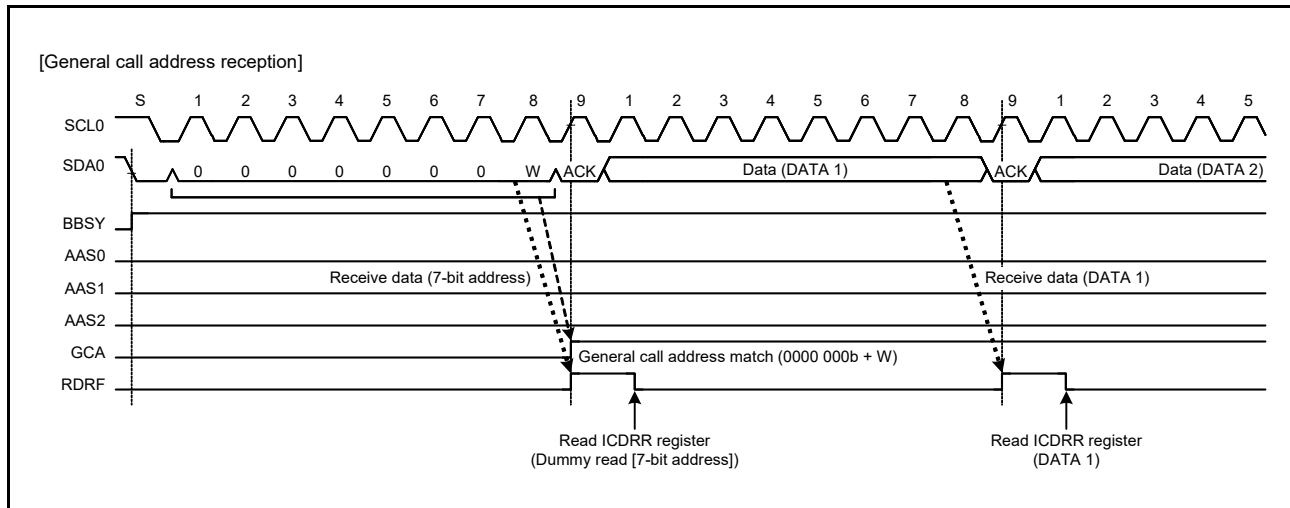 [General call address reception]
S 1 2 3 4 5 6 7 8 9 1 2 3 4 5 6 7 8 9 1 2 3 4 5
SCL0
SDA0 0 0 0 0 0 0 0 W ACK Data (DATA 1) ACK Data (DATA 2)
BBSY
AAS0
Receive data (7-bit address) Receive data (DATA 1)
AAS1
AAS2
GCA General call address match (0000 000b + W)
RDRF
Read ICDRR register Read ICDRR register
(Dummy read [7-bit address]) (DATA 1)